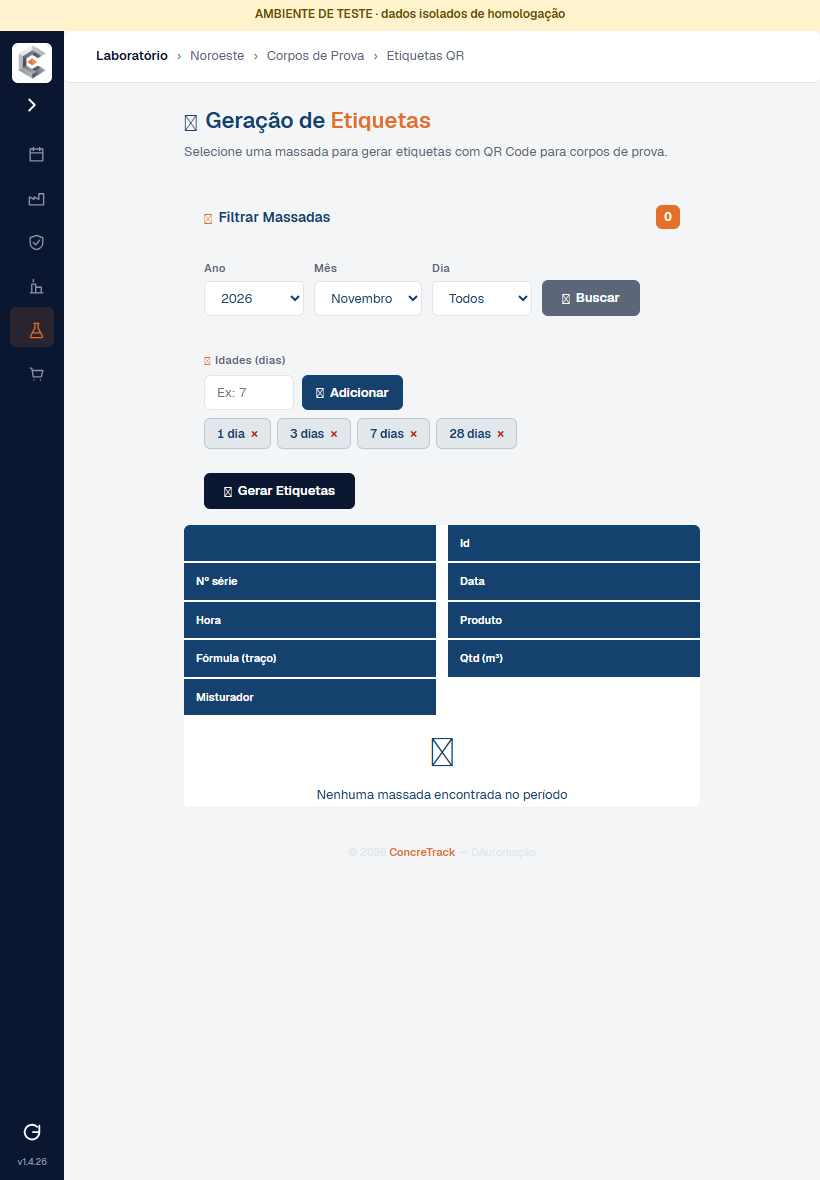 AMBIENTE DE TESTE · dados isolados de homologação
Laboratório › Noroeste › Corpos de Prova › Etiquetas QR
Geração de Etiquetas
Selecione uma massada para gerar etiquetas com QR Code para corpos de prova.
Filtrar Massadas 0
Ano Mês Dia
2026 Novembro Todos Buscar
Idades (dias)
Ex: 7 Adicionar
1 dia × 3 dias × 7 dias × 28 dias ×
Gerar Etiquetas
Id
Nº série Data
Hora Produto
Fórmula (traço) Qtd (m³)
Misturador
Nenhuma massada encontrada no período
© 2026 ConcreTrack — DAutomação
v1.4.26